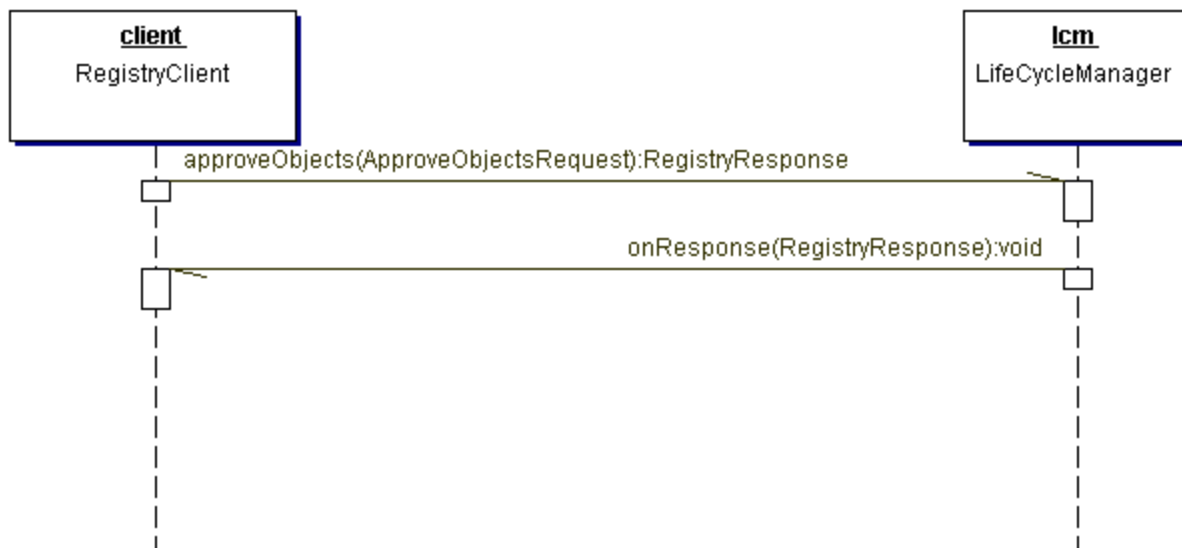 client
RegistryClient
lcm
LifeCycleManager
approveObjects(ApproveObjectsRequest):RegistryResponse
onResponse(RegistryResponse):void